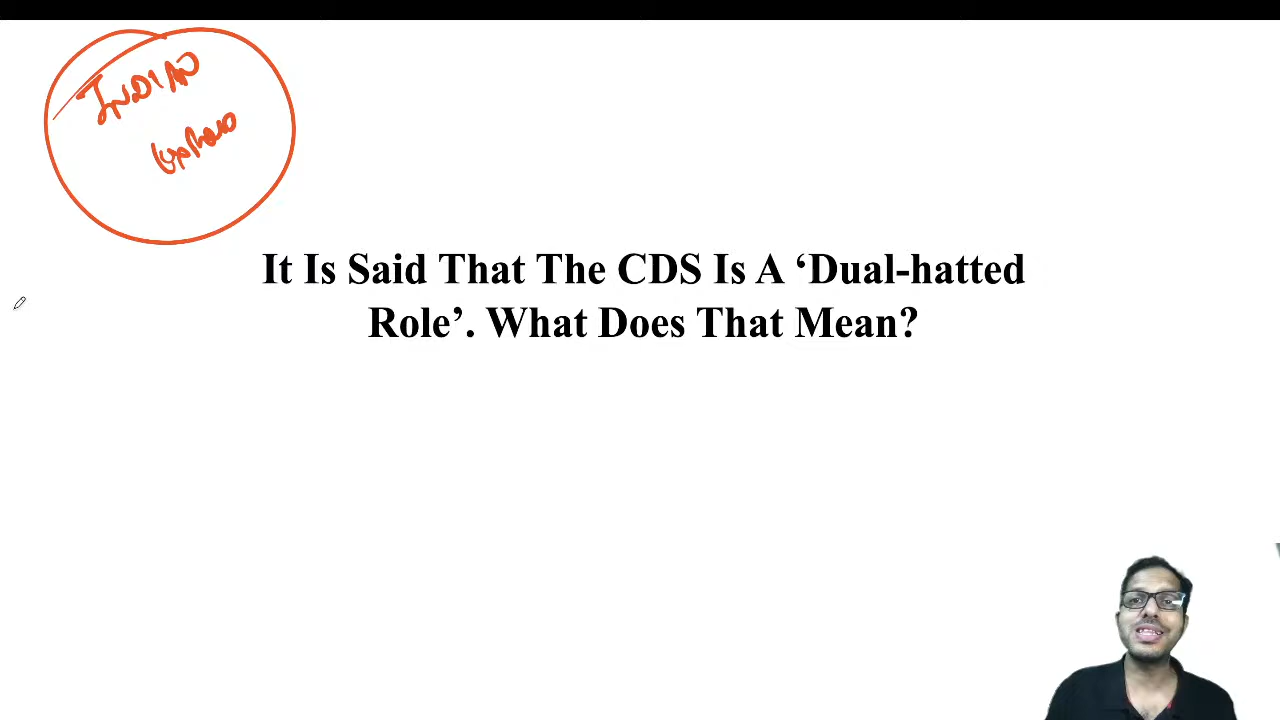 INDIAN
It Is Said That The CDS Is A ‘Dual-hatted
Role’. What Does That Mean?